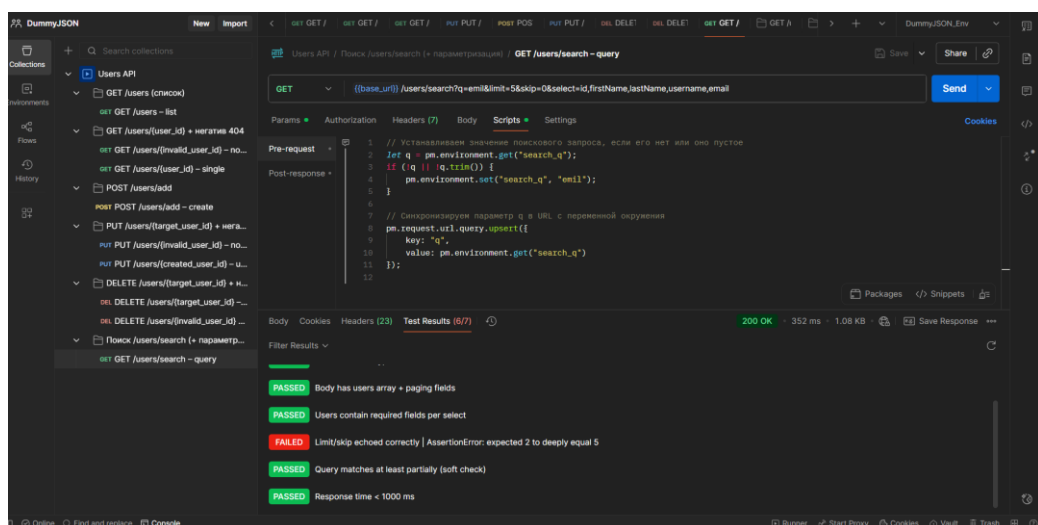 DummyJSON New Import GET GET / GET GET / GET GET / PUT PUT / POST POS PUT PUT / DEL DELET DEL DELET GET GET / GET /u DummyJSON_Env
Collections
Environments
Flows
History
Search collections
Users API
GET /users (список)
GET GET /users – list
GET /users/{user_id} + негатив 404
GET GET /users/{invalid_user_id} – no...
GET GET /users/{user_id} – single
POST /users/add
POST POST /users/add – create
PUT /users/{target_user_id} + нега...
PUT PUT /users/{invalid_user_id} – no...
PUT PUT /users/{created_user_id} – u...
DELETE /users/{target_user_id} + н...
DEL DELETE /users/{target_user_id} –...
DEL DELETE /users/{invalid_user_id} ...
Поиск /users/search (+ параметр...
GET GET /users/search – query
Users API / Поиск /users/search (+ параметризация) / GET /users/search – query
Save Share
GET {{base_url}} /users/search?q=emil&limit=5&skip=0&select=id,firstName,lastName,username,email Send
Params Authorization Headers (7) Body Scripts Settings Cookies
Pre-request
Post-response
1 // Устанавливаем значение поискового запроса, если его нет или оно пустое
2 let q = pm.environment.get("search_q");
3 if (!q || !q.trim()) {
4 pm.environment.set("search_q", "emil");
5 }
6
7 // Синхронизируем параметр q в URL с переменной окружения
8 pm.request.url.query.upsert({
9 key: "q",
10 value: pm.environment.get("search_q")
11 });
12
Packages </> Snippets
Body Cookies Headers (23) Test Results (6/7) 200 OK 352 ms 1.08 KB Save Response
Filter Results
PASSED Body has users array + paging fields
PASSED Users contain required fields per select
FAILED Limit/skip echoed correctly | AssertionError: expected 2 to deeply equal 5
PASSED Query matches at least partially (soft check)
PASSED Response time < 1000 ms
Online Find and replace Console Runner Start Proxy Cookies Vault Trash